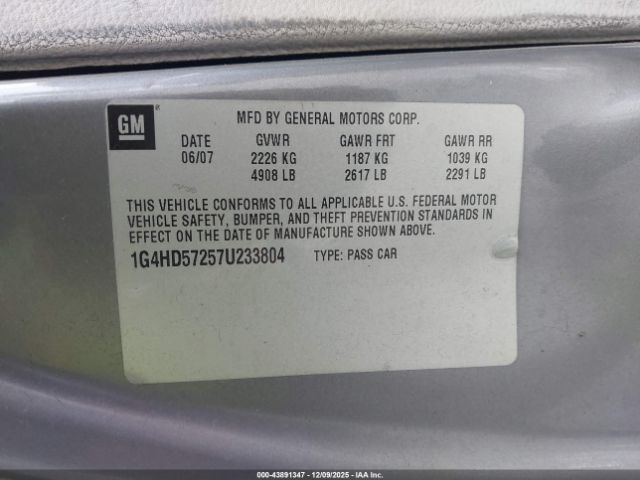 GM
MFD BY GENERAL MOTORS CORP.
DATE GVWR GAWR FRT GAWR RR
06/07 2226 KG 1187 KG 1039 KG
4908 LB 2617 LB 2291 LB
THIS VEHICLE CONFORMS TO ALL APPLICABLE U.S. FEDERAL MOTOR
VEHICLE SAFETY, BUMPER, AND THEFT PREVENTION STANDARDS IN
EFFECT ON THE DATE OF MANUFACTURE SHOWN ABOVE.
1G4HD57257U233804 TYPE: PASS CAR
000-43891347 - 12/09/2025 - IAAI.COM